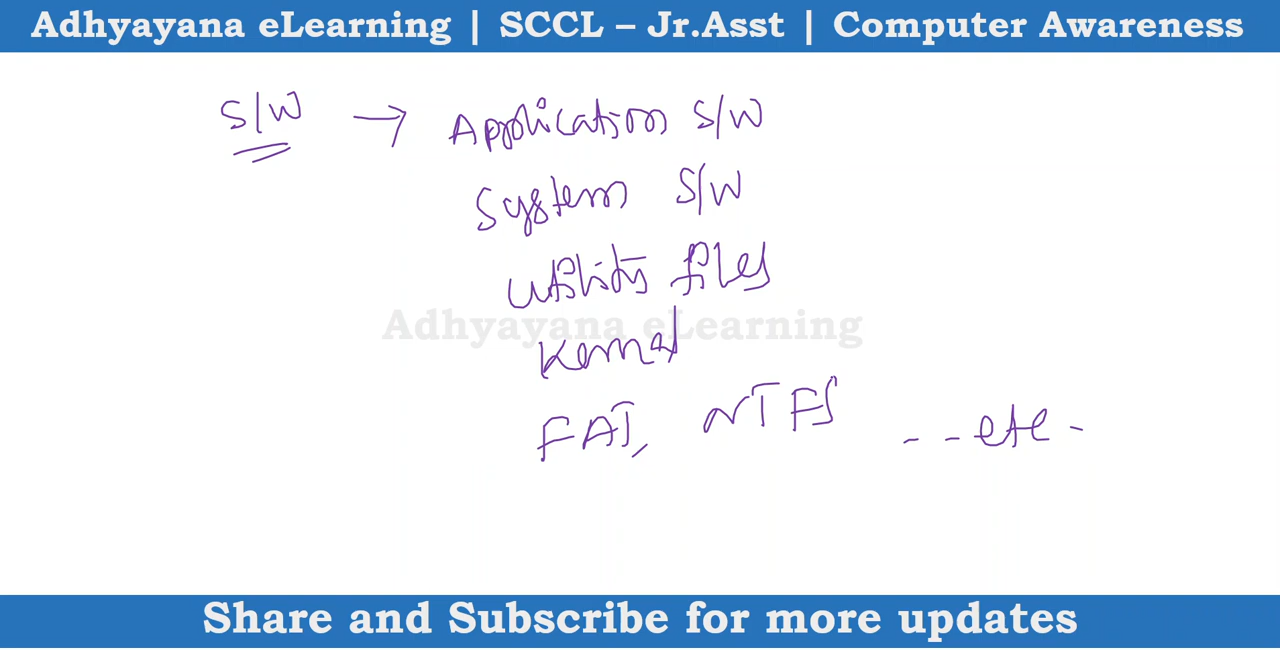 Adhyayana eLearning | SCCL – Jr.Asst | Computer Awareness
S/W → Application S/W
System S/W
Utility files
Adhyayana eLearning
Kernal
FAT, NTFS - - etc -
Share and Subscribe for more updates